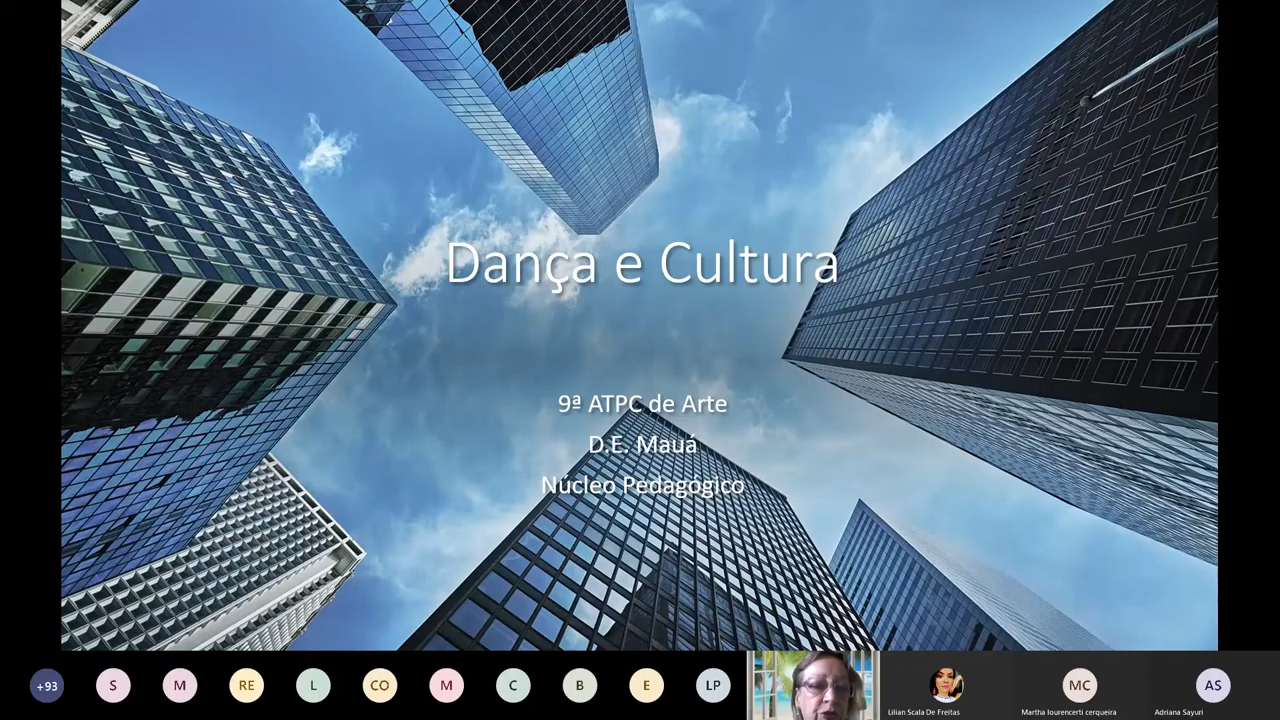 Dança e Cultura
9ª ATPC de Arte
D.E. Mauá
Núcleo Pedagógico
+93
S
M
RE
L
CO
M
C
B
E
LP
Lilian Scala De Freitas
MC
Martha lourencerti cerqueira
AS
Adriana Sayuri